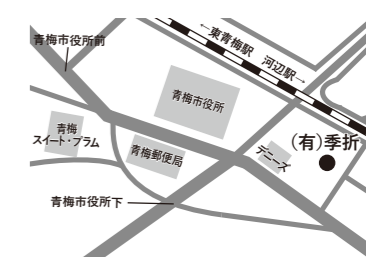 青梅市役所前
←東青梅駅 河辺駅→
青梅市役所
青梅
スイート・プラム
青梅郵便局
デニーズ
(有)季折
青梅市役所下